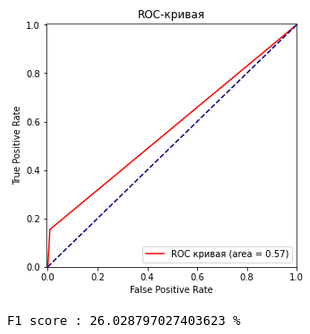 ROC-кривая
1.0
0.8
0.6
0.4
0.2
0.0
True Positive Rate
ROC кривая (area = 0.57)
0.0 0.2 0.4 0.6 0.8 1.0
False Positive Rate
F1 score : 26.028797027403623 %